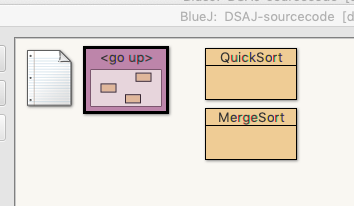 BlueJ: DSAJ-sourcecode [d
<go up>
QuickSort
MergeSort